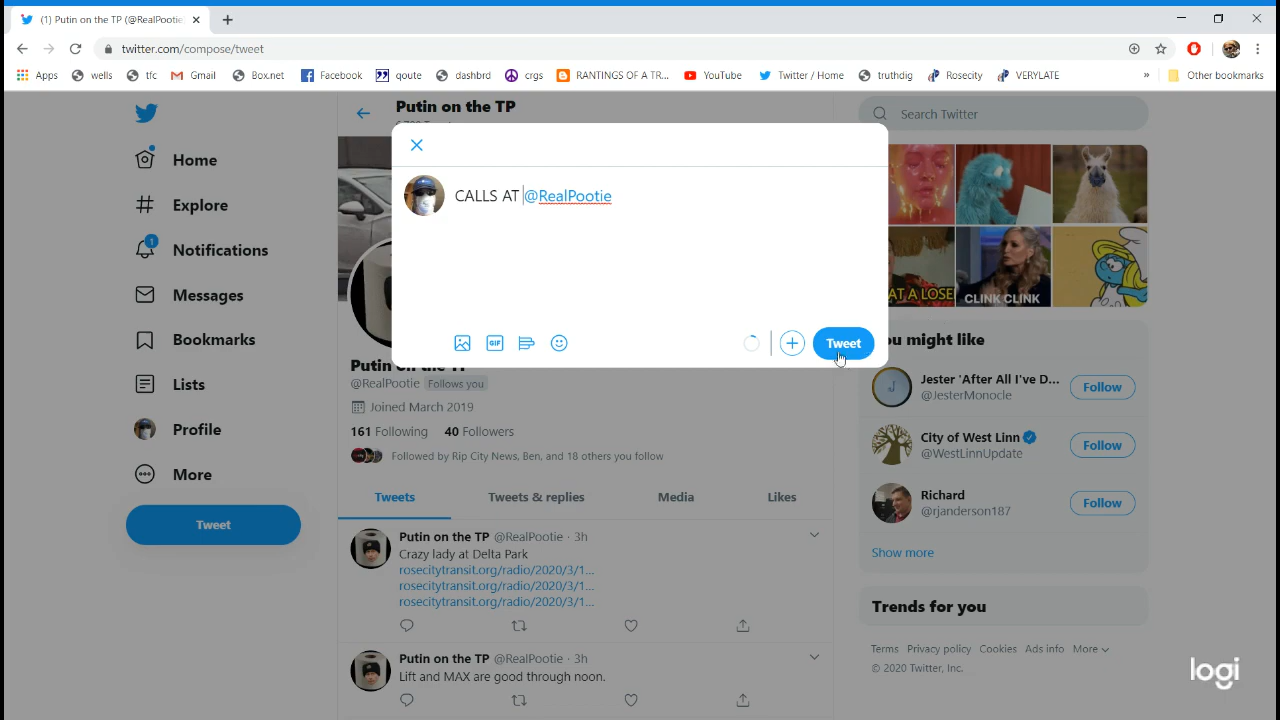 (1) Putin on the TP (@RealPootie
twitter.com/compose/tweet
Apps wells tfc Gmail Box.net Facebook qoute dashbrd crgs RANTINGS OF A TR... YouTube Twitter / Home truthdig Rosecity VERYLATE » Other bookmarks
Putin on the TP
Search Twitter
Home
Explore
1
Notifications
Messages
Bookmarks
Lists
Profile
More
Tweet
CALLS AT @RealPootie
GIF
Tweet
@RealPootie Follows you
Joined March 2019
161 Following 40 Followers
Followed by Rip City News, Ben, and 18 others you follow
Tweets Tweets & replies Media Likes
Putin on the TP @RealPootie · 3h
Crazy lady at Delta Park
rosecitytransit.org/radio/2020/3/1...
rosecitytransit.org/radio/2020/3/1...
rosecitytransit.org/radio/2020/3/1...
Putin on the TP @RealPootie · 3h
Lift and MAX are good through noon.
AT A LOSE
CLINK CLINK
might like
J
Jester 'After All I've D...
@JesterMonocle
Follow
City of West Linn
@WestLinnUpdate
Follow
Richard
@rjanderson187
Follow
Show more
Trends for you
Terms Privacy policy Cookies Ads info More
© 2020 Twitter, Inc.
logi